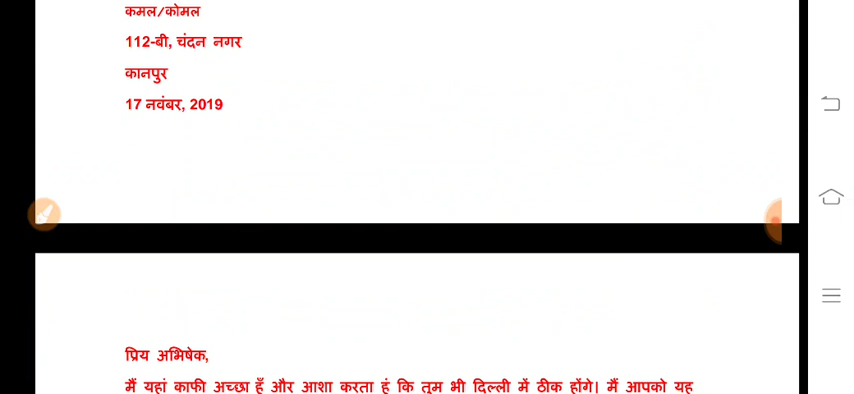 कमल/कोमल
112-बी, चंदन नगर
कानपुर
17 नवंबर, 2019
प्रिय अभिषेक,
मैं यहां काफी अच्छा हूँ और आशा करता हूं कि तुम भी दिल्ली में ठीक होंगे। मैं आपको यह